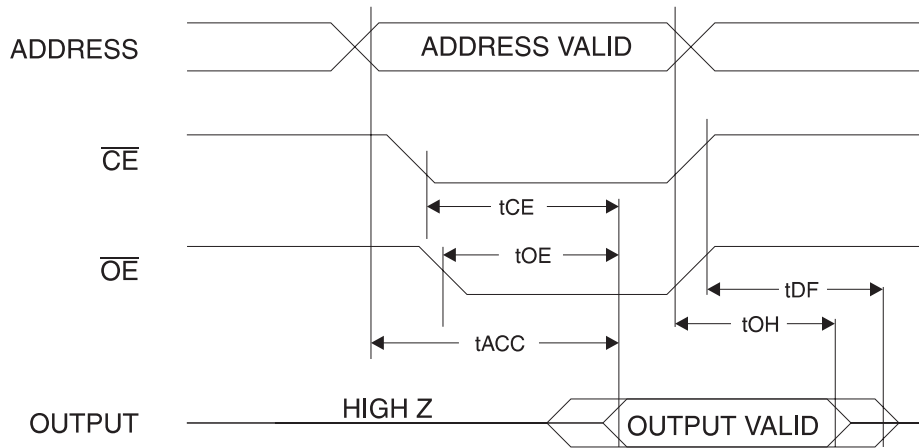 ADDRESS
ADDRESS VALID
CE
tCE
OE
tOE
tDF
tOH
tACC
OUTPUT
HIGH Z
OUTPUT VALID